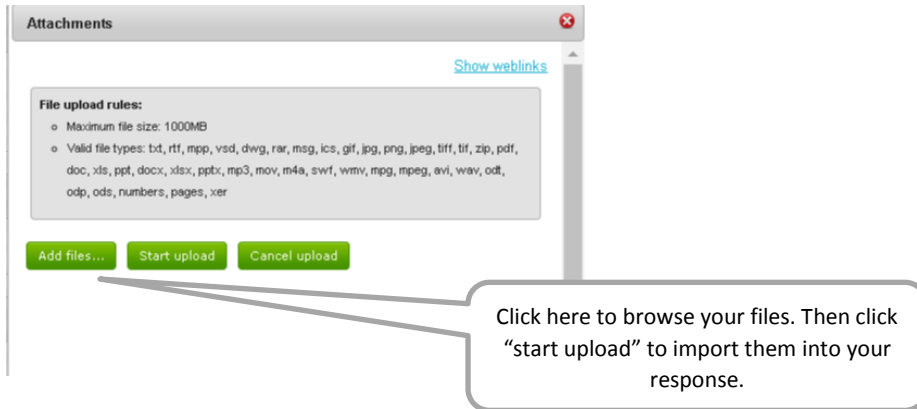 Attachments
Show weblinks
File upload rules:
Maximum file size: 1000MB
Valid file types: txt, rtf, mpp, vsd, dwg, rar, msg, ics, gif, jpg, png, jpeg, tiff, tif, zip, pdf,
doc, xls, ppt, docx, xlsx, pptx, mp3, mov, m4a, swf, wmv, mpg, mpeg, avi, wav, odt,
odp, ods, numbers, pages, xer
Add files... Start upload Cancel upload
Click here to browse your files. Then click
“start upload” to import them into your
response.